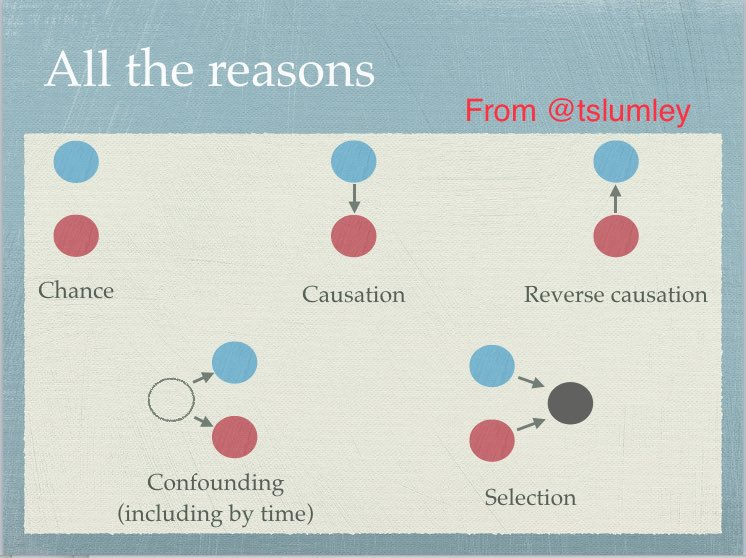 All the reasons
From @tslumley
Chance
Causation
Reverse causation
Confounding
(including by time)
Selection